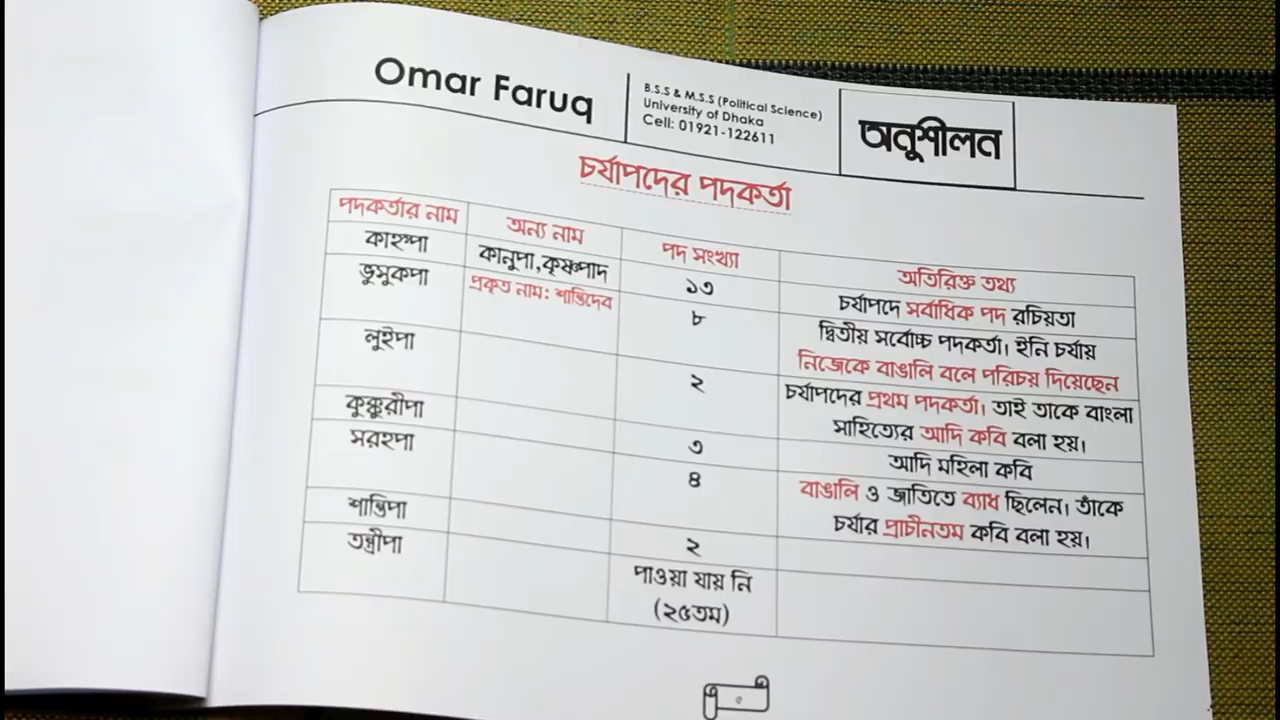 Omar Faruq
B.S.S & M.S.S (Political Science)
University of Dhaka
Cell: 01921-122611
অনুশীলন
চর্যাপদের পদকর্তা
পদকর্তার নাম অন্য নাম পদ সংখ্যা অতিরিক্ত তথ্য
কাহ্নপা কানুপা,কৃষ্ণপাদ ১৩ চর্যাপদে সর্বাধিক পদ রচিয়তা
ভুসুকপা প্রকৃত নাম: শান্তিদেব ৮ দ্বিতীয় সর্বোচ্চ পদকর্তা। ইনি চর্যায়
নিজেকে বাঙালি বলে পরিচয় দিয়েছেন
লুইপা ২ চর্যাপদের প্রথম পদকর্তা। তাই তাকে বাংলা
সাহিত্যের আদি কবি বলা হয়।
কুক্কুরীপা ৩ আদি মহিলা কবি
সরহপা ৪ বাঙালি ও জাতিতে ব্যাধ ছিলেন। তাঁকে
চর্যার প্রাচীনতম কবি বলা হয়।
শান্তিপা ২
তন্ত্রীপা পাওয়া যায় নি
(২৫তম)